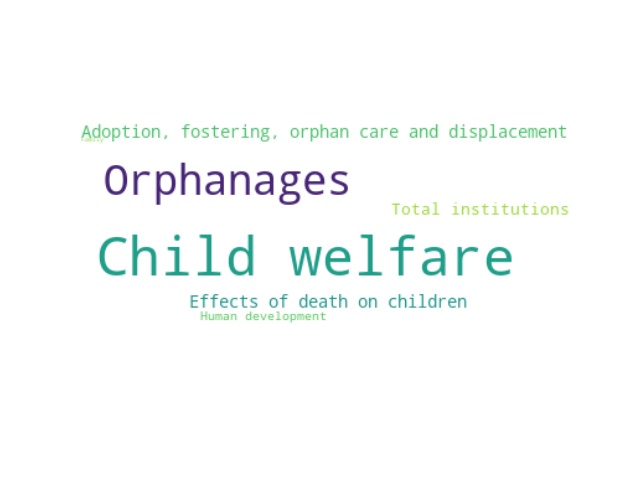 Adoption, fostering, orphan care and displacement
Orphanages
Total institutions
Child welfare
Effects of death on children
Human development